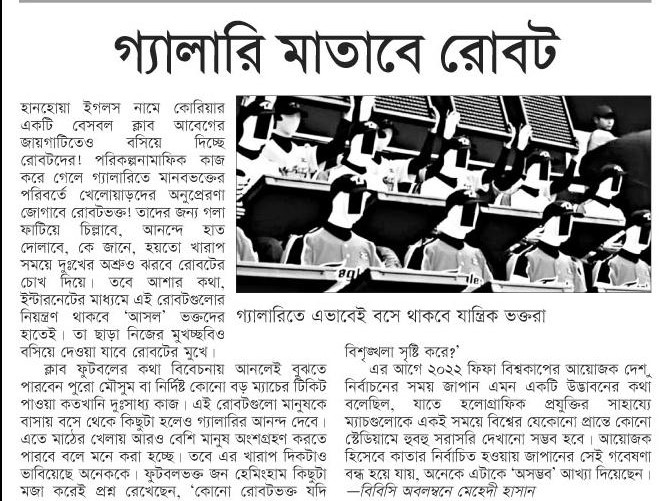 গ্যালারি মাতাবে রোবট
হানহোয়া ইগলস নামে কোরিয়ার
একটি বেসবল ক্লাব আবেগের
জায়গাটিতেও বসিয়ে দিচ্ছে
রোবটদের! পরিকল্পনামাফিক কাজ
করে গেলে গ্যালারিতে মানবভক্তের
পরিবর্তে খেলোয়াড়দের অনুপ্রেরণা
জোগাবে রোবটভক্ত! তাদের জন্য গলা
ফাটিয়ে চিল্লাবে, আনন্দে হাত
দোলাবে, কে জানে, হয়তো খারাপ
সময়ে দুঃখের অশ্রুও ঝরবে রোবটের
চোখ দিয়ে। তবে আশার কথা,
ইন্টারনেটের মাধ্যমে এই রোবটগুলোর
নিয়ন্ত্রণ থাকবে ‘আসল’ ভক্তদের
হাতেই। তা ছাড়া নিজের মুখচ্ছবিও
বসিয়ে দেওয়া যাবে রোবটের মুখে।
ক্লাব ফুটবলের কথা বিবেচনায় আনলেই বুঝতে
পারবেন পুরো মৌসুম বা নির্দিষ্ট কোনো বড় ম্যাচের টিকিট
পাওয়া কতখানি দুঃসাধ্য কাজ। এই রোবটগুলো মানুষকে
বাসায় বসে থেকে কিছুটা হলেও গ্যালারির আনন্দ দেবে।
এতে মাঠের খেলায় আরও বেশি মানুষ অংশগ্রহণ করতে
পারবে বলে মনে করা হচ্ছে। তবে এর খারাপ দিকটাও
ভাবিয়েছে অনেককে। ফুটবলভক্ত জন হেমিংহাম কিছুটা
মজা করেই প্রশ্ন রেখেছেন, ‘কোনো রোবটভক্ত যদি
গ্যালারিতে এভাবেই বসে থাকবে যান্ত্রিক ভক্তরা
বিশৃঙ্খলা সৃষ্টি করে?’
এর আগে ২০২২ ফিফা বিশ্বকাপের আয়োজক দেশ
নির্বাচনের সময় জাপান এমন একটি উদ্ভাবনের কথা
বলেছিল, যাতে হলোগ্রাফিক প্রযুক্তির সাহায্যে
ম্যাচগুলোকে একই সময়ে বিশ্বের যেকোনো প্রান্তে কোনো
স্টেডিয়ামে হুবহু সরাসরি দেখানো সম্ভব হবে। আয়োজক
হিসেবে কাতার নির্বাচিত হওয়ায় জাপানের সেই গবেষণা
বন্ধ হয়ে যায়, অনেকে এটাকে ‘অসম্ভব’ আখ্যা দিয়েছেন।
—বিবিসি অবলম্বনে মেহেদী হাসান